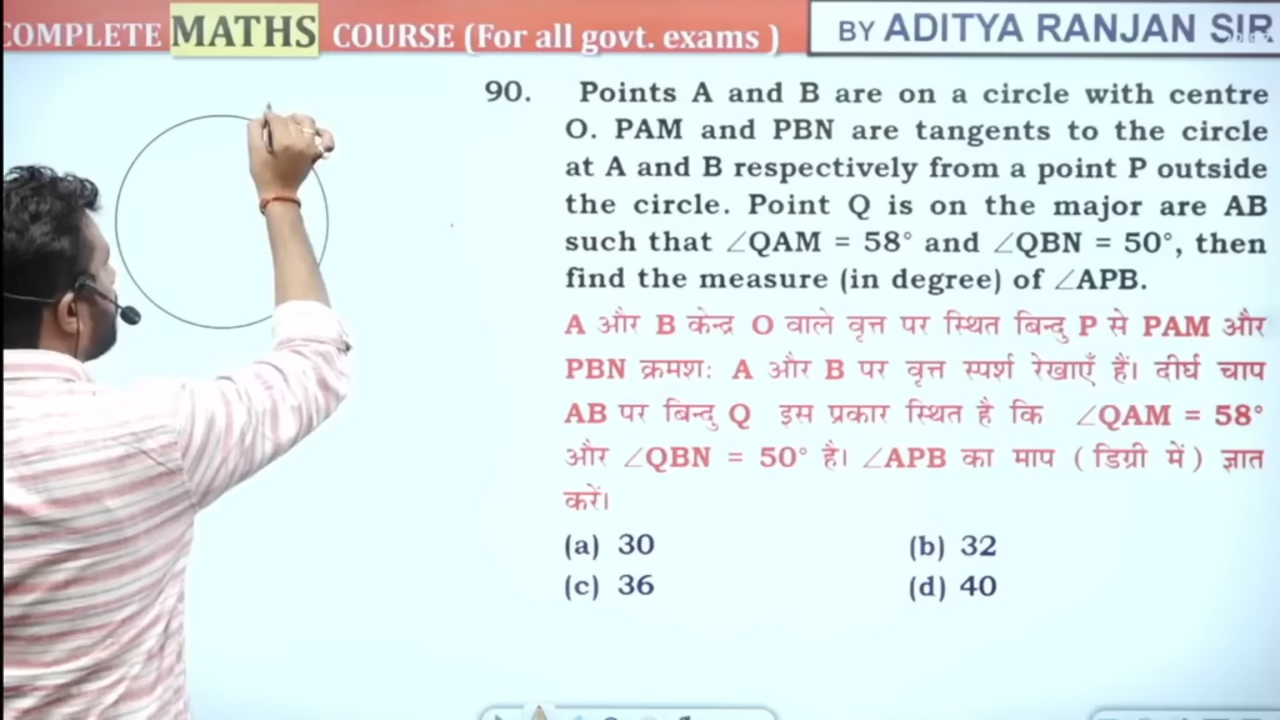 COMPLETE MATHS COURSE (For all govt. exams )
BY ADITYA RANJAN SIR
90. Points A and B are on a circle with centre
O. PAM and PBN are tangents to the circle
at A and B respectively from a point P outside
the circle. Point Q is on the major are AB
such that ∠QAM = 58° and ∠QBN = 50°, then
find the measure (in degree) of ∠APB.
A और B केन्द्र O वाले वृत्त पर स्थित बिन्दु P से PAM और
PBN क्रमश: A और B पर वृत्त स्पर्श रेखाएँ हैं। दीर्घ चाप
AB पर बिन्दु Q इस प्रकार स्थित है कि ∠QAM = 58°
और ∠QBN = 50° है। ∠APB का माप ( डिग्री में ) ज्ञात
करें।
(a) 30 (b) 32
(c) 36 (d) 40